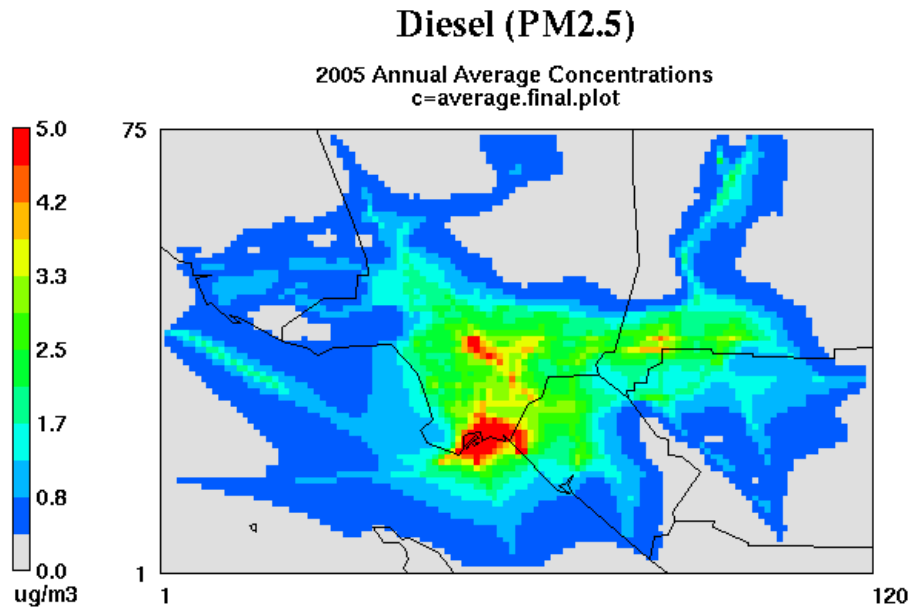 Diesel (PM2.5)
2005 Annual Average Concentrations
c=average.final.plot
5.0
4.2
3.3
2.5
1.7
0.8
0.0
ug/m3
75
1
1
120